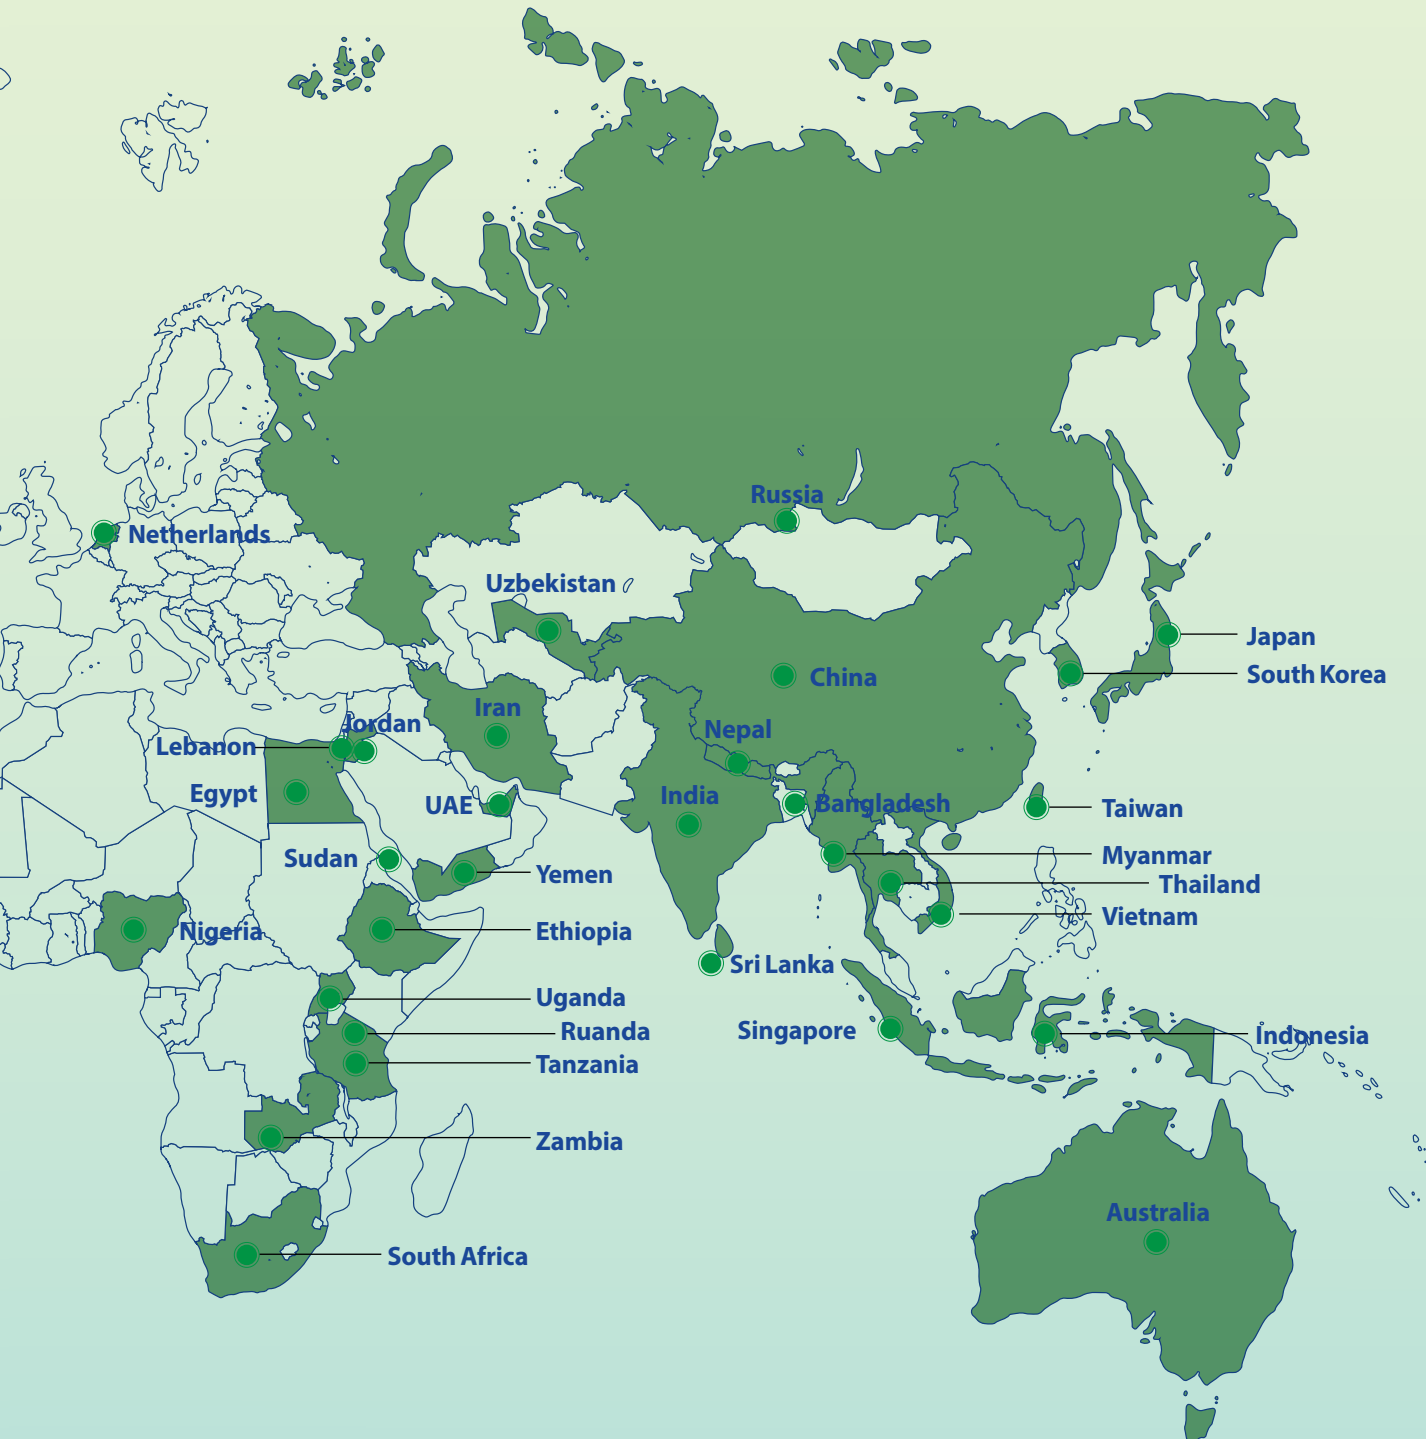 Russia
Netherlands
Uzbekistan
Japan
South Korea
China
Iran
Jordan
Nepal
Lebanon
Egypt
India
UAE
Bangladesh
Taiwan
Sudan
Myanmar
Yemen
Thailand
Vietnam
Nigeria
Ethiopia
Sri Lanka
Uganda
Ruanda
Singapore
Indonesia
Tanzania
Zambia
Australia
South Africa